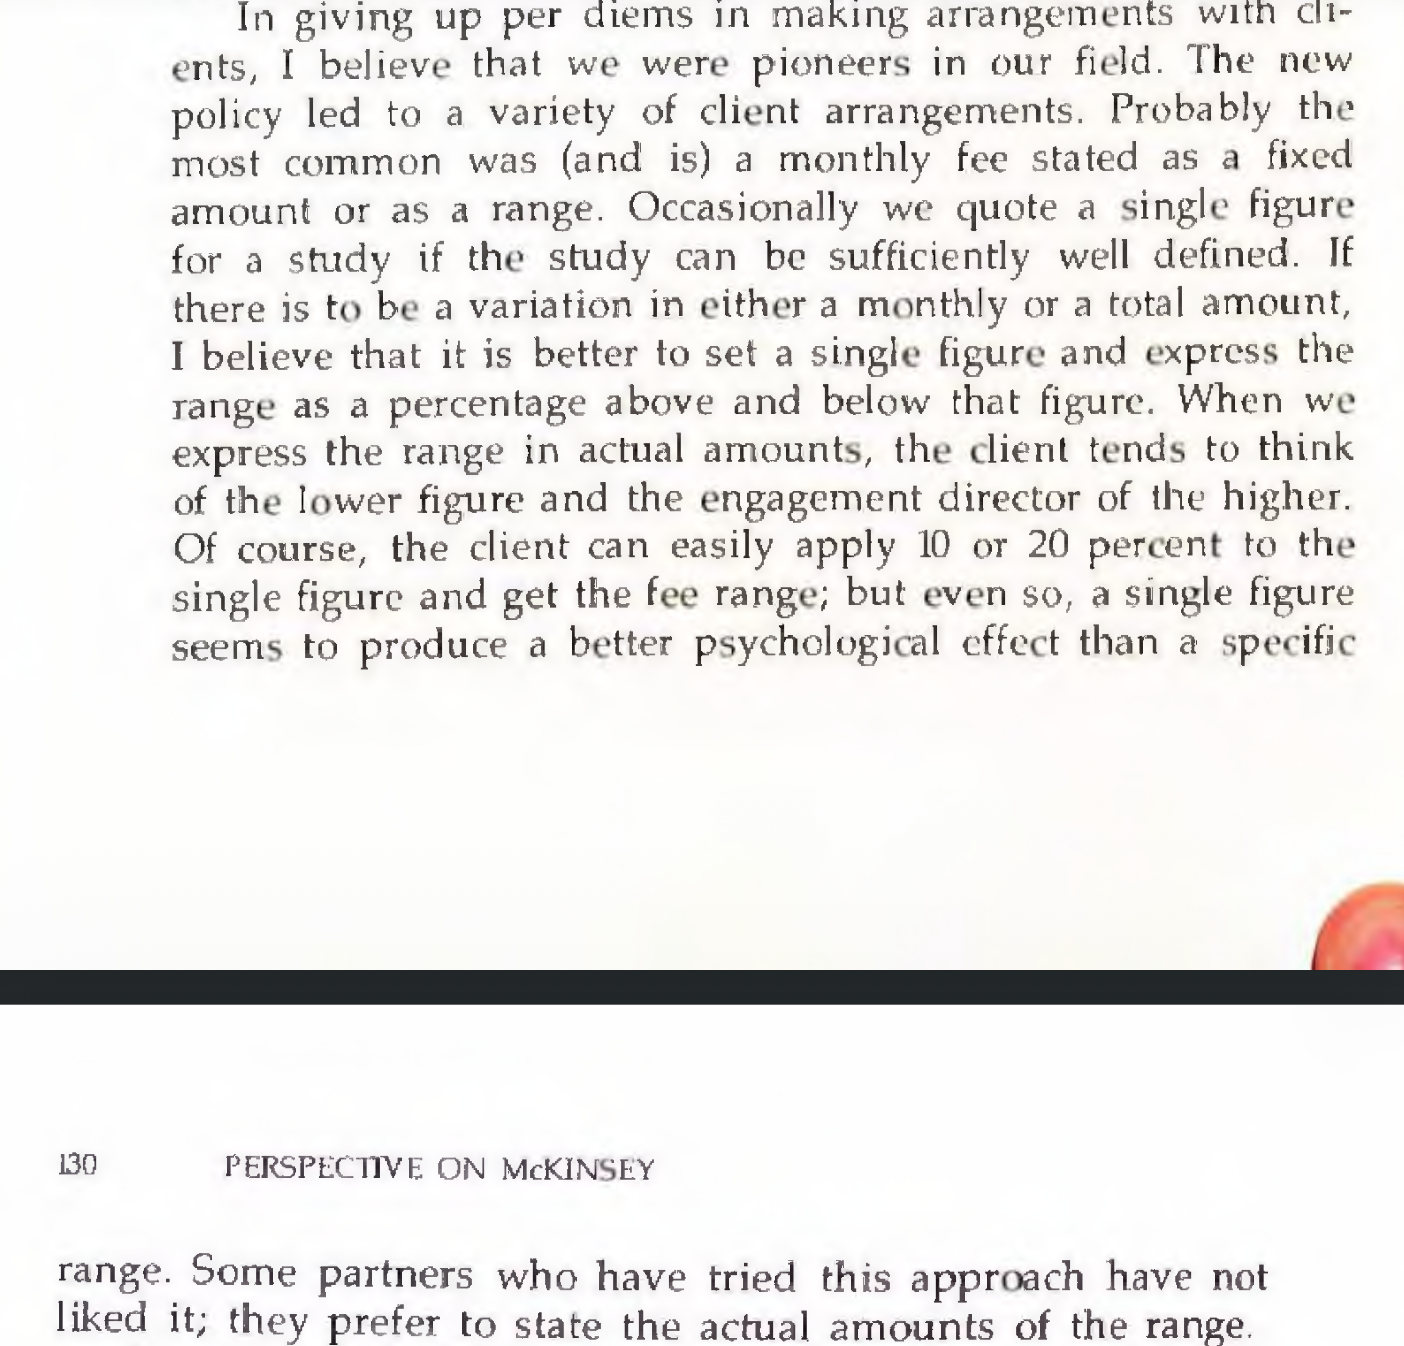 In giving up per diems in making arrangements with cli-
ents, I believe that we were pioneers in our field. The new
policy led to a variety of client arrangements. Probably the
most common was (and is) a monthly fee stated as a fixed
amount or as a range. Occasionally we quote a single figure
for a study if the study can be sufficiently well defined. If
there is to be a variation in either a monthly or a total amount,
I believe that it is better to set a single figure and express the
range as a percentage above and below that figure. When we
express the range in actual amounts, the client tends to think
of the lower figure and the engagement director of the higher.
Of course, the client can easily apply 10 or 20 percent to the
single figure and get the fee range; but even so, a single figure
seems to produce a better psychological effect than a specific
130 PERSPECTIVE ON McKINSEY
range. Some partners who have tried this approach have not
liked it; they prefer to state the actual amounts of the range.